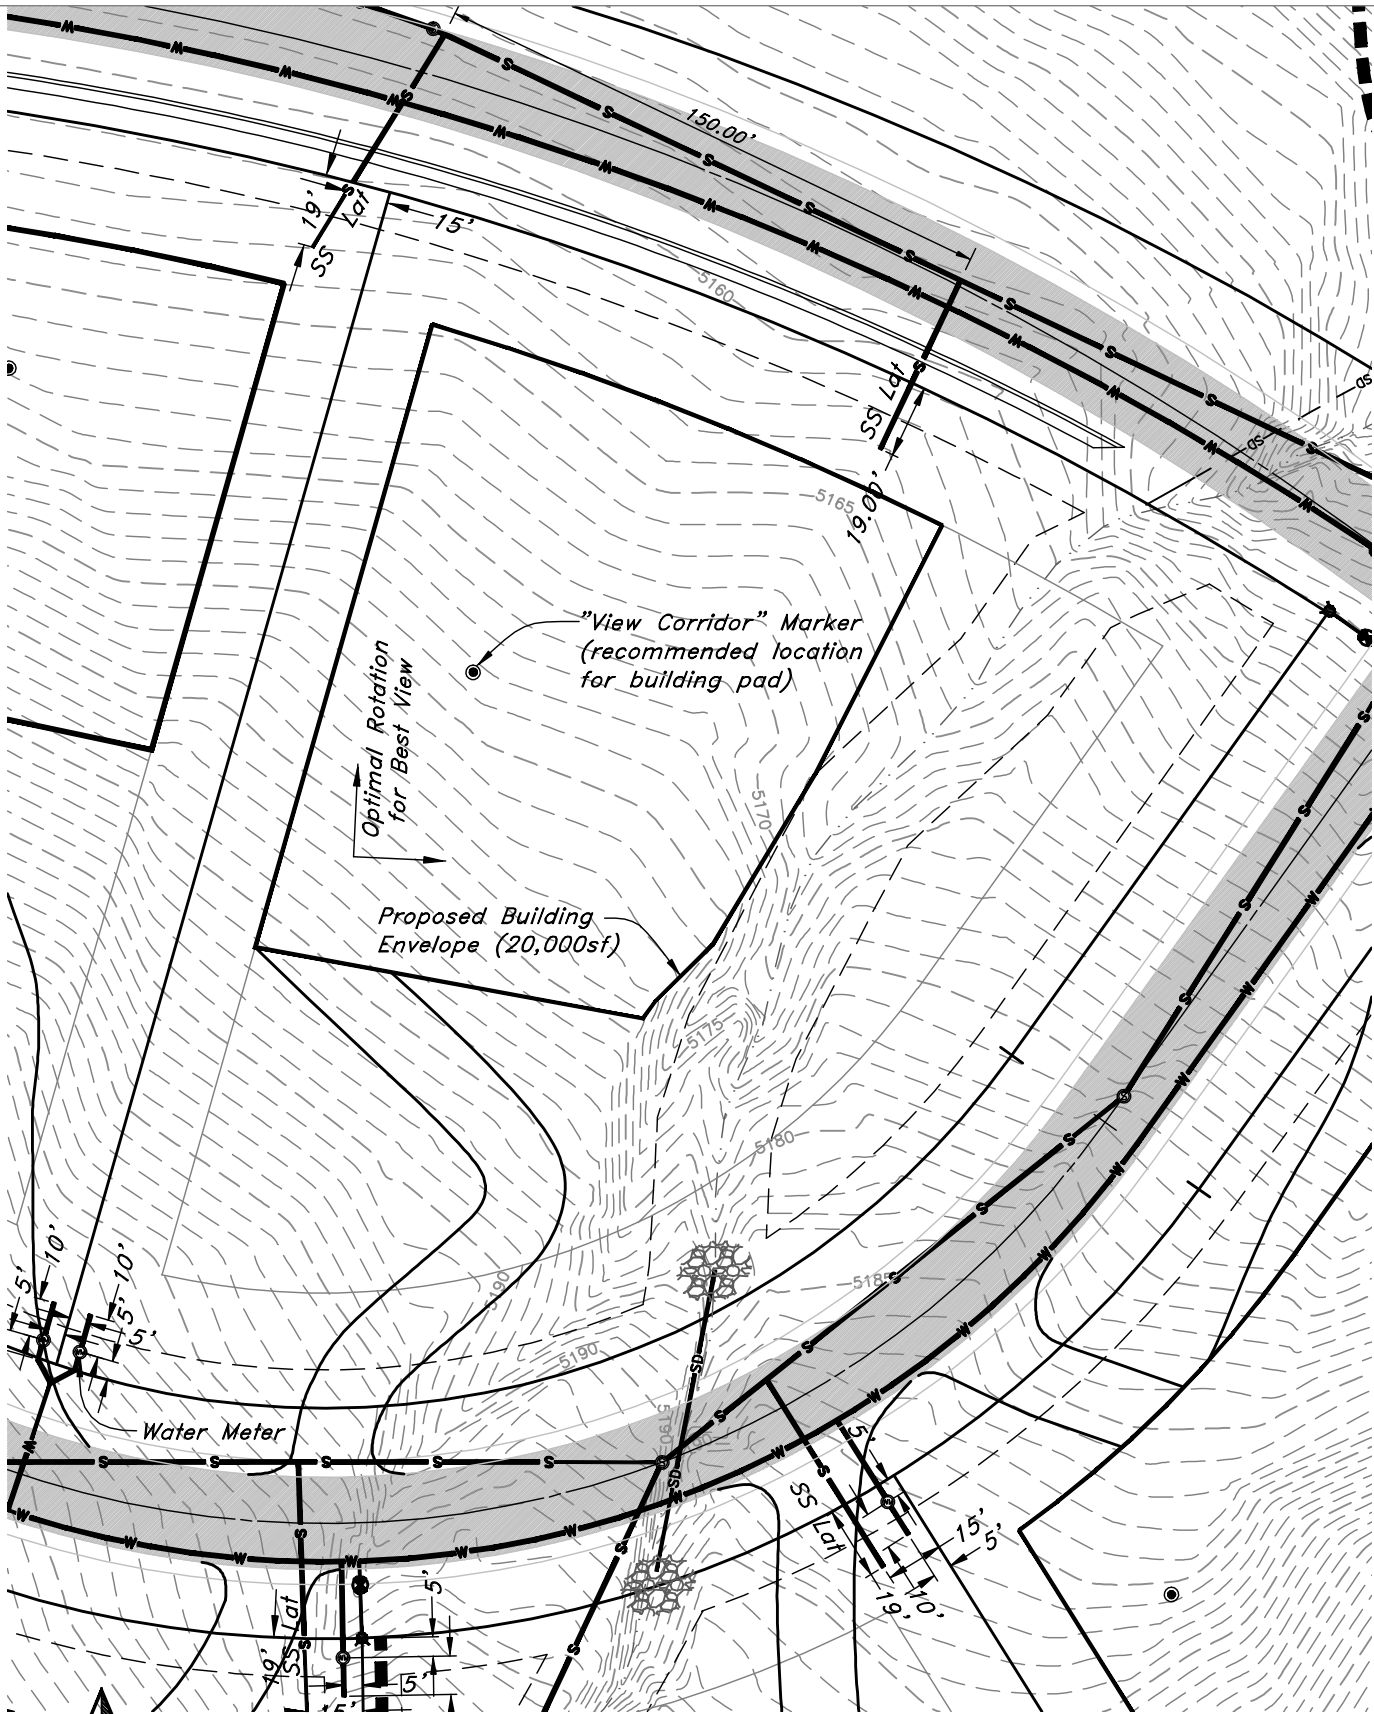 W
W
W
S
150.00'
W S
S
W
S
W
S
19'
S
Lat
15'
W
S
SS
W
S
5160
W
S
W
S
SS Lat
S
W
S
SD
W
S
W
SD
S
W
5165
19.00'
"View Corridor" Marker
(recommended location
for building pad)
Optimal Rotation
for Best View
S
5170
S
W
S
Proposed Building
Envelope (20,000sf)
W
S
5175
W
S
5180
S
W
S
10'
10'
5'
5'
5'
5190
5185
S
W
W
5190
SD
S
W
Water Meter
5190
S
W
5'
W
S
S
S
S
S
SD
W
SS Lat
S
W
W
W
W
W
W
S
S
15'
5'
5'
10'
19'
SS Lat
S
19'
S
5'
15'